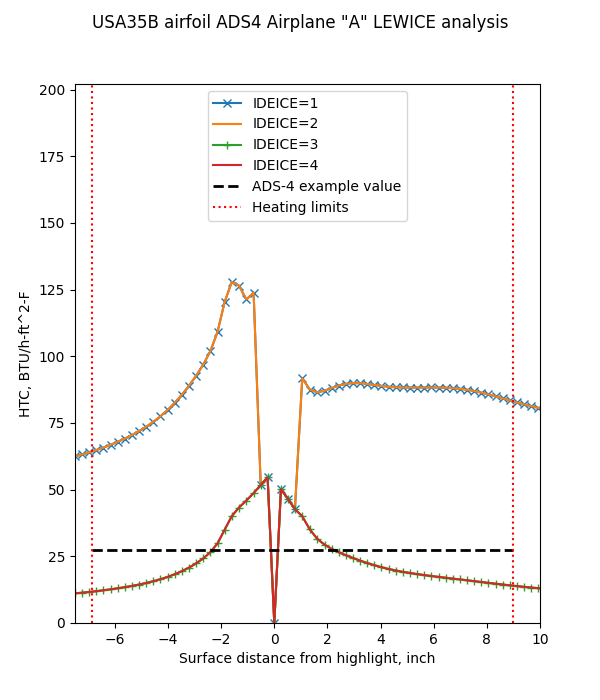 USA35B airfoil ADS4 Airplane "A" LEWICE analysis
IDEICE=1
IDEICE=2
IDEICE=3
IDEICE=4
ADS-4 example value
Heating limits
HTC, BTU/h-ft^2-F
200
175
150
125
100
75
50
25
0
−6
−4
−2
0
2
4
6
8
10
Surface distance from highlight, inch